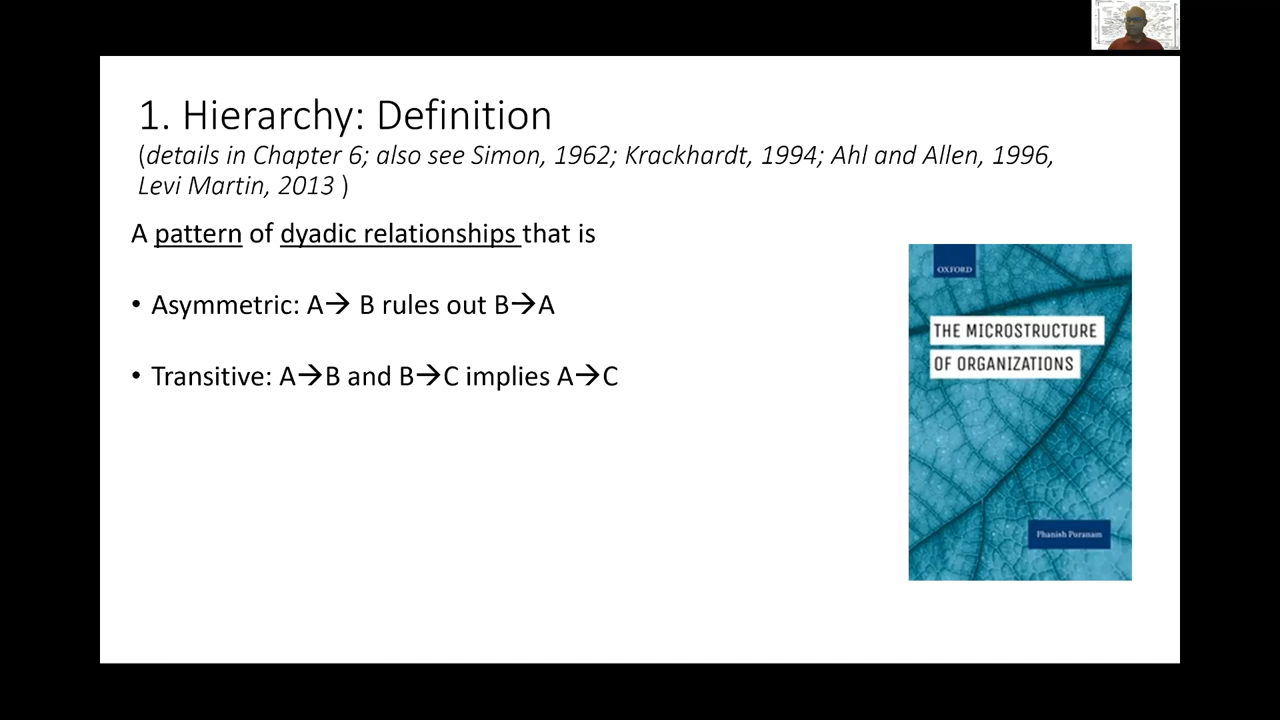 1. Hierarchy: Definition
(details in Chapter 6; also see Simon, 1962; Krackhardt, 1994; Ahl and Allen, 1996,
Levi Martin, 2013 )
A pattern of dyadic relationships that is
• Asymmetric: A→ B rules out B→A
• Transitive: A→B and B→C implies A→C
OXFORD
THE MICROSTRUCTURE
OF ORGANIZATIONS
Phanish Puranam